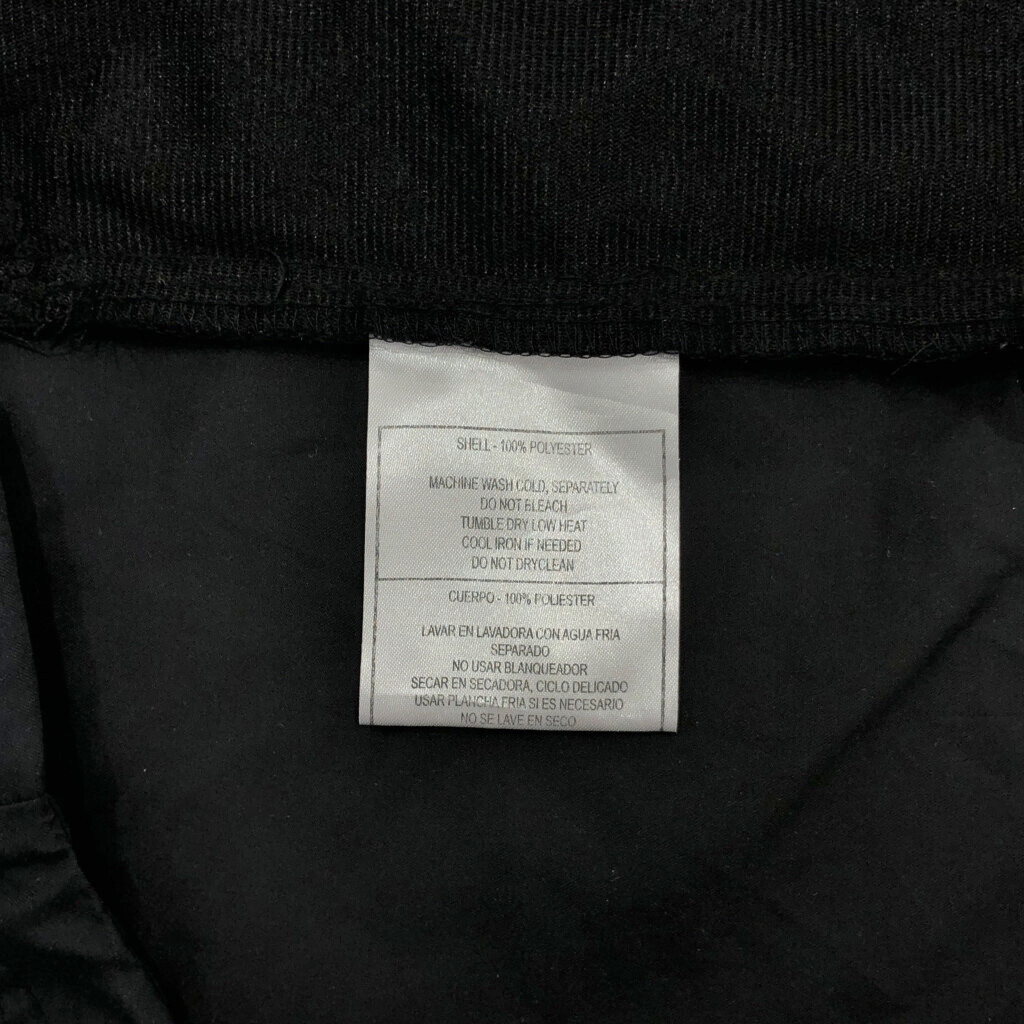 SHELL - 100% POLYESTER
MACHINE WASH COLD, SEPARATELY
DO NOT BLEACH
TUMBLE DRY LOW HEAT
COOL IRON IF NEEDED
DO NOT DRYCLEAN
CUERPO - 100% POLIESTER
LAVAR EN LAVADORA CON AGUA FRIA
SEPARADO
NO USAR BLANQUEADOR
SECAR EN SECADORA, CICLO DELICADO
USAR PLANCHA FRIA SI ES NECESARIO
NO SE LAVE EN SECO